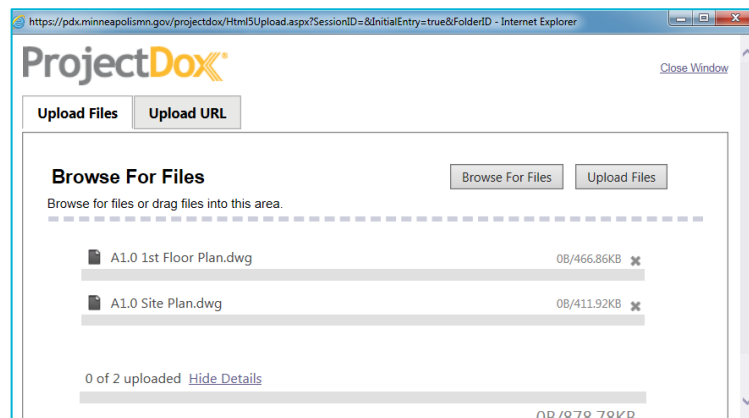 https://pdx.minneapolismn.gov/projectdox/Html5Upload.aspx?SessionID=&InitialEntry=true&FolderID - Internet Explorer
ProjectDox
Close Window
Upload Files Upload URL
Browse For Files Browse For Files Upload Files
Browse for files or drag files into this area.
A1.0 1st Floor Plan.dwg 0B/466.86KB
A1.0 Site Plan.dwg 0B/411.92KB
0 of 2 uploaded Hide Details
0B/878.78KB